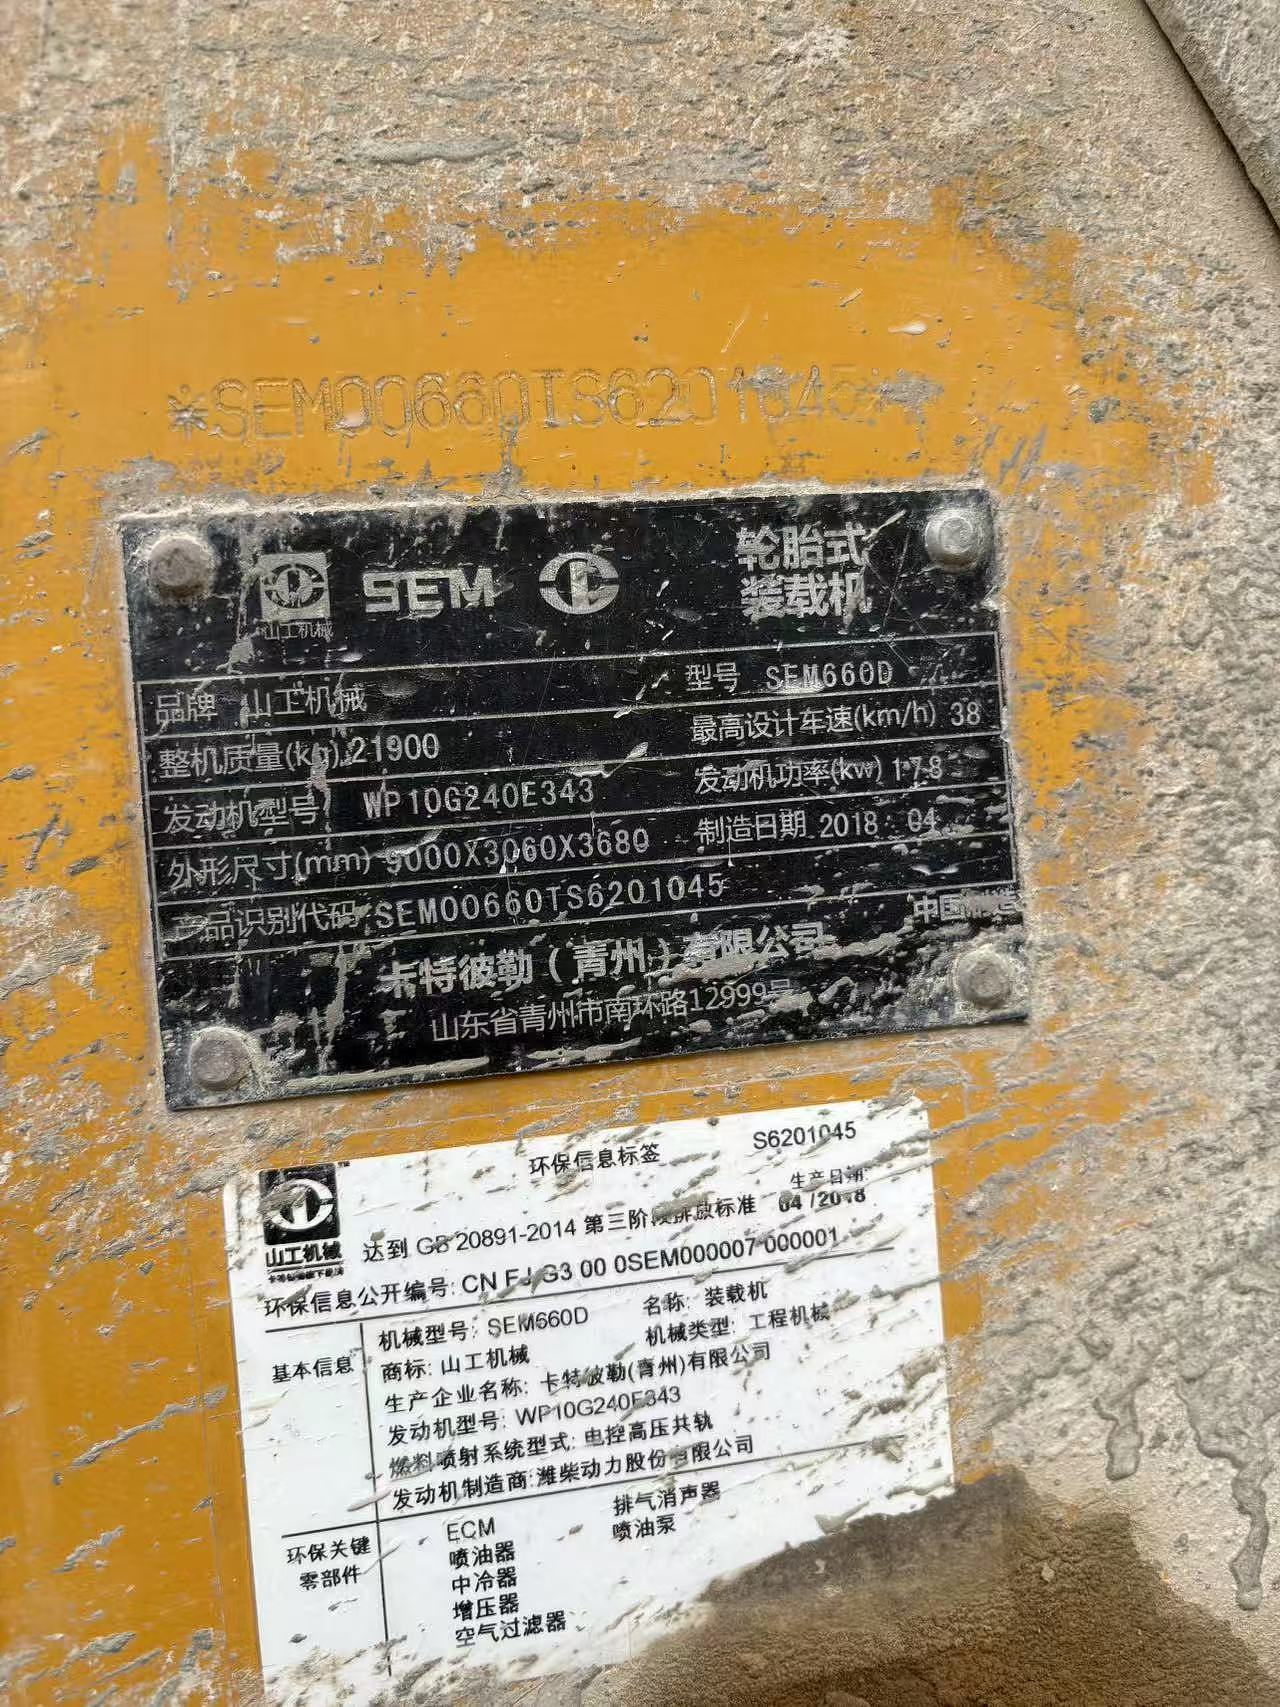 *SEM00660TS6201045*
山工机械 SEM 轮胎式
装载机
品牌 山工机械 型号 SEM660D
整机质量(kg) 21900 最高设计车速(km/h) 38
发动机型号 WP10G240E343 发动机功率(kw) 178
外形尺寸(mm) 9000X3060X3680 制造日期 2018 04
产品识别代码 SEM00660TS6201045
中国制造
卡特彼勒(青州)有限公司
山东省青州市南环路12999号
环保信息标签 S6201045
山工机械
生产日期
达到 GB 20891-2014 第三阶段排放标准 04/2018
环保信息公开编号: CN FJ G3 00 0SEM000007 000001
基本信息
机械型号: SEM660D 名称: 装载机
商标: 山工机械 机械类型: 工程机械
生产企业名称: 卡特彼勒(青州)有限公司
发动机型号: WP10G240E343
燃料喷射系统型式: 电控高压共轨
发动机制造商: 潍柴动力股份有限公司
环保关键
零部件
ECM 排气消声器
喷油器 喷油泵
中冷器
增压器
空气过滤器